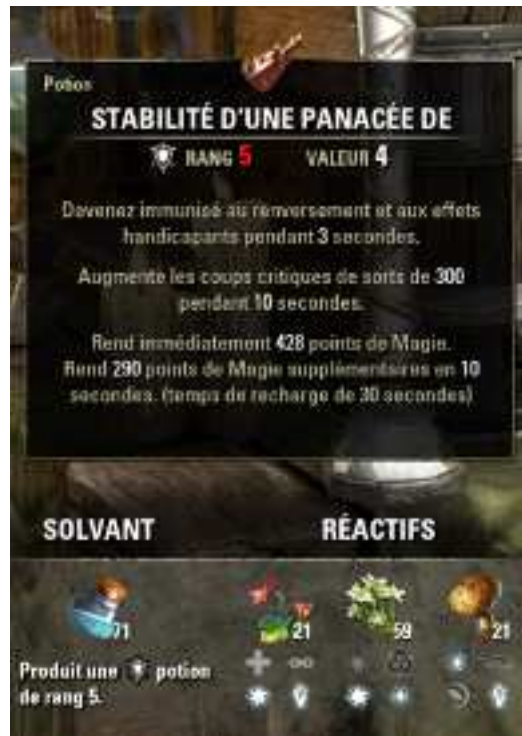 Potion
STABILITÉ D'UNE PANACÉE DE
RANG 5 VALEUR 4
Devenez immunisé au renversement et aux effets
handicapants pendant 3 secondes.
Augmente les coups critiques de sorts de 300
pendant 10 secondes.
Rend immédiatement 428 points de Magie.
Rend 290 points de Magie supplémentaires en 10
secondes. (temps de recharge de 30 secondes)
SOLVANT RÉACTIFS
71 21 59 21
Produit une potion
de rang 5.